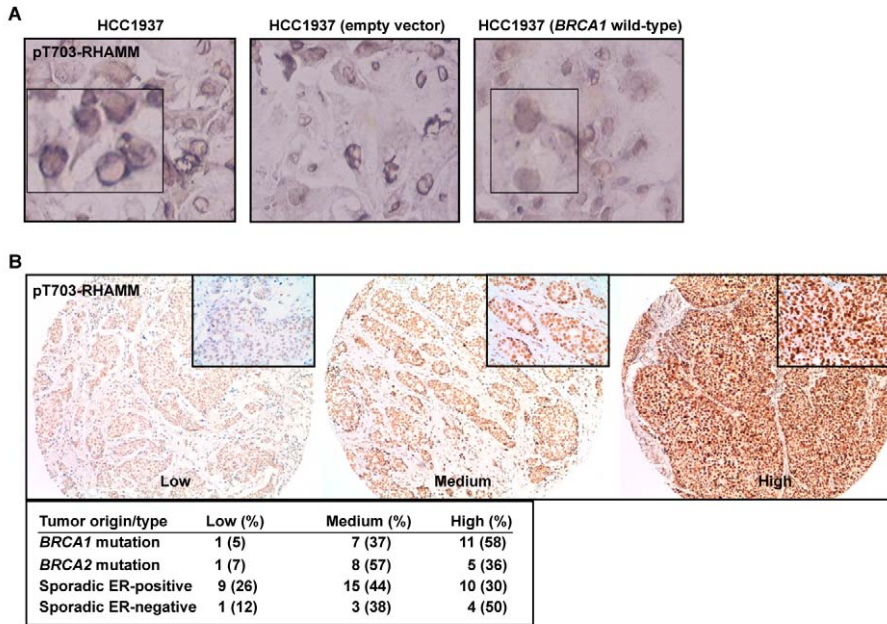 A
HCC1937 HCC1937 (empty vector) HCC1937 (BRCA1 wild-type)
pT703-RHAMM
B
pT703-RHAMM
Low Medium High
Tumor origin/type Low (%) Medium (%) High (%)
BRCA1 mutation 1 (5) 7 (37) 11 (58)
BRCA2 mutation 1 (7) 8 (57) 5 (36)
Sporadic ER-positive 9 (26) 15 (44) 10 (30)
Sporadic ER-negative 1 (12) 3 (38) 4 (50)